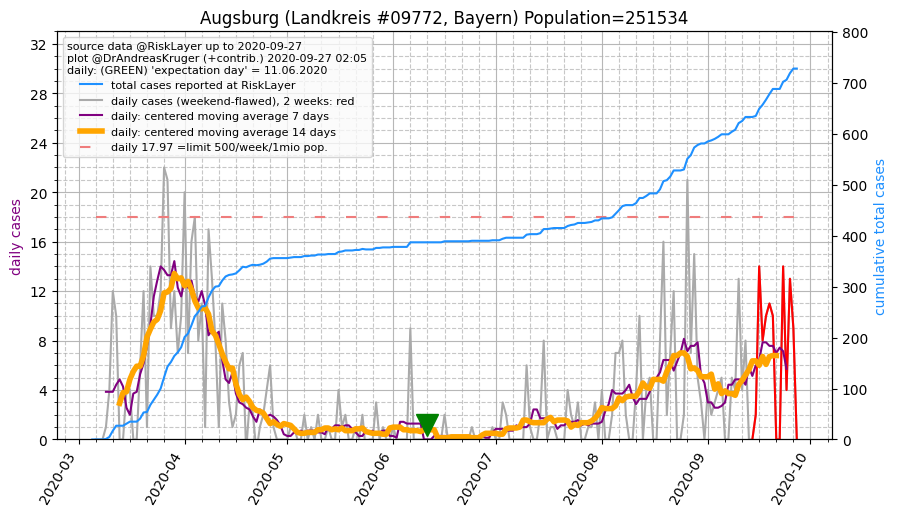 Augsburg (Landkreis #09772, Bayern) Population=251534
source data @RiskLayer up to 2020-09-27
plot @DrAndreasKruger (+contrib.) 2020-09-27 02:05
daily: (GREEN) 'expectation day' = 11.06.2020
total cases reported at RiskLayer
daily cases (weekend-flawed), 2 weeks: red
daily: centered moving average 7 days
daily: centered moving average 14 days
daily 17.97 =limit 500/week/1mio pop.
daily cases
32
28
24
20
16
12
8
4
0
cumulative total cases
800
700
600
500
400
300
200
100
0
2020-03
2020-04
2020-05
2020-06
2020-07
2020-08
2020-09
2020-10